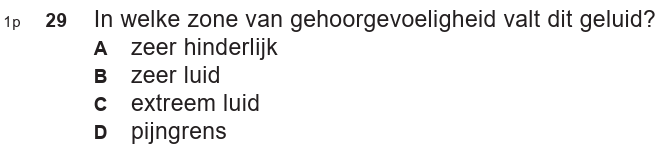 1p 29 In welke zone van gehoorgevoeligheid valt dit geluid?
A zeer hinderlijk
B zeer luid
C extreem luid
D pijngrens